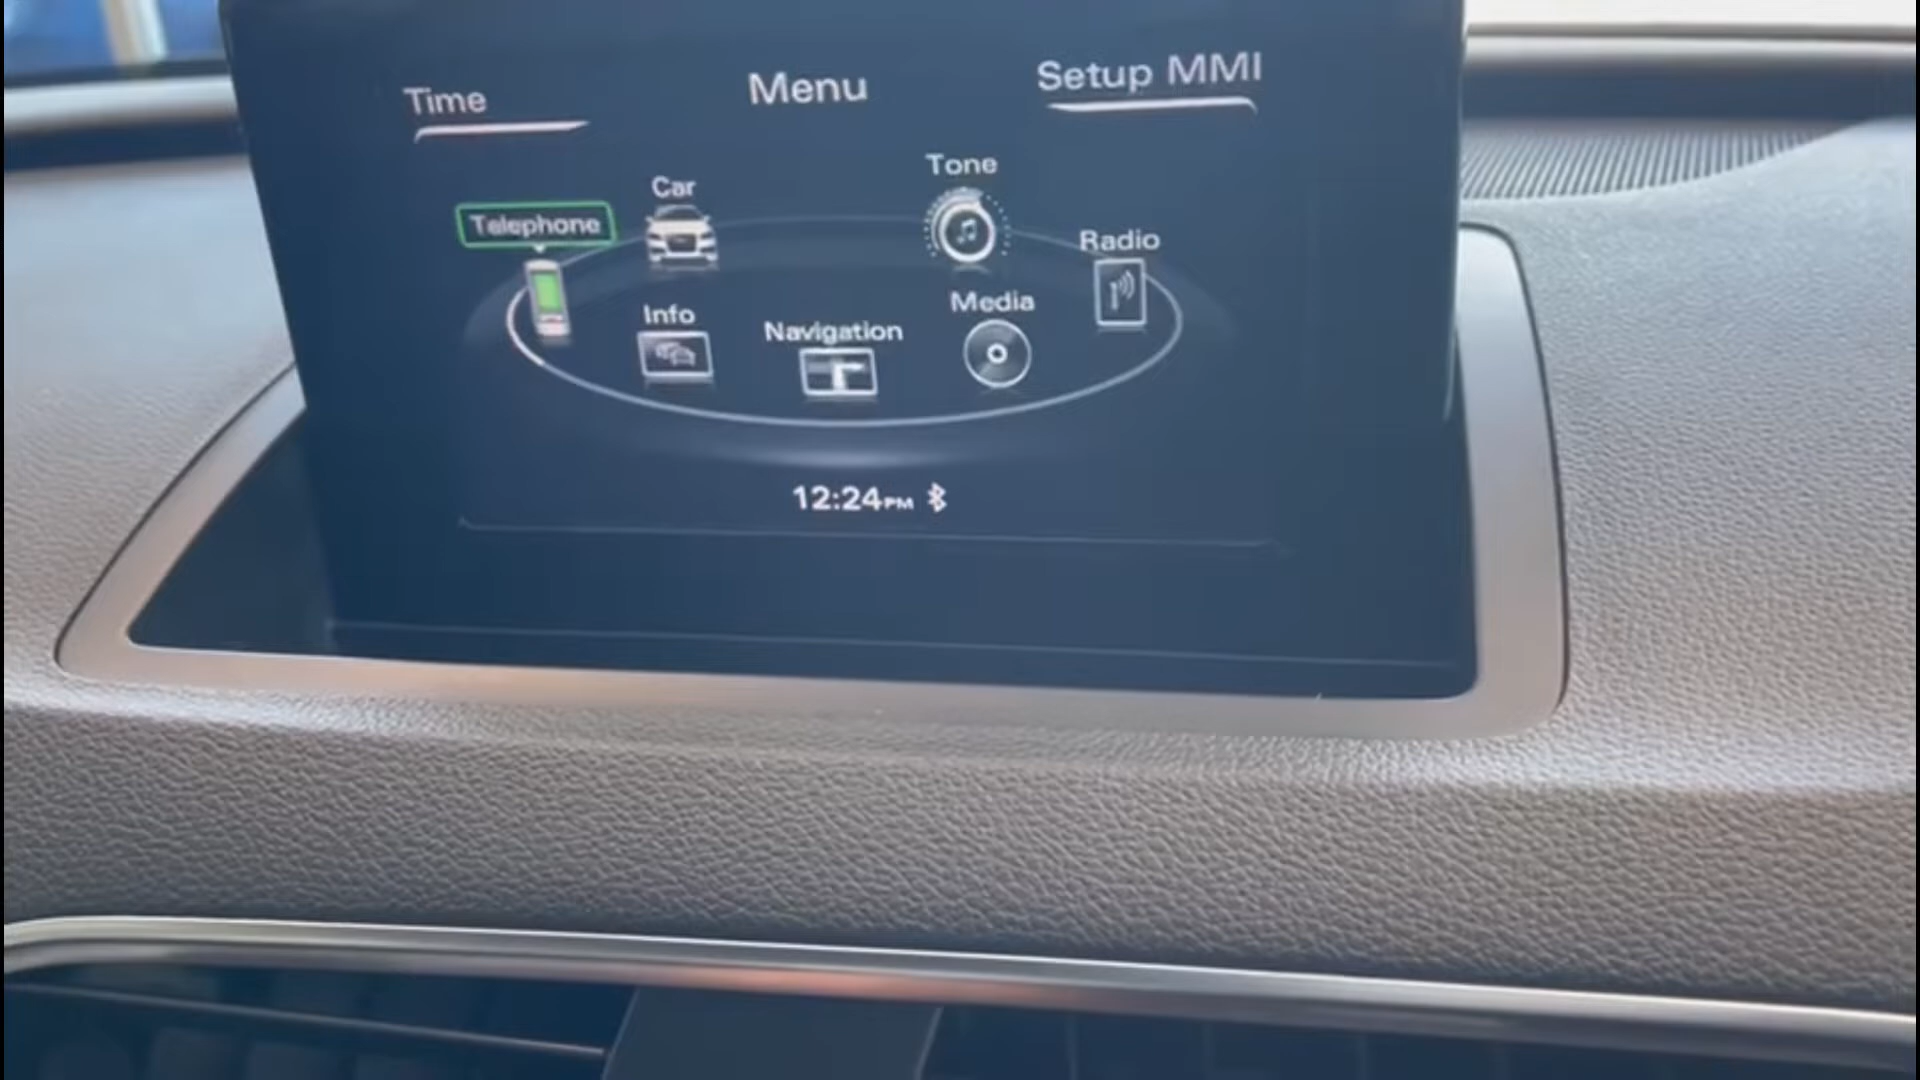 Time
Menu
Setup MMI
Telephone
Car
Tone
Radio
Info
Navigation
Media
12:24PM